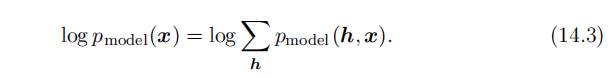 log p_model(x) = log ∑_h p_model(h, x). (14.3)